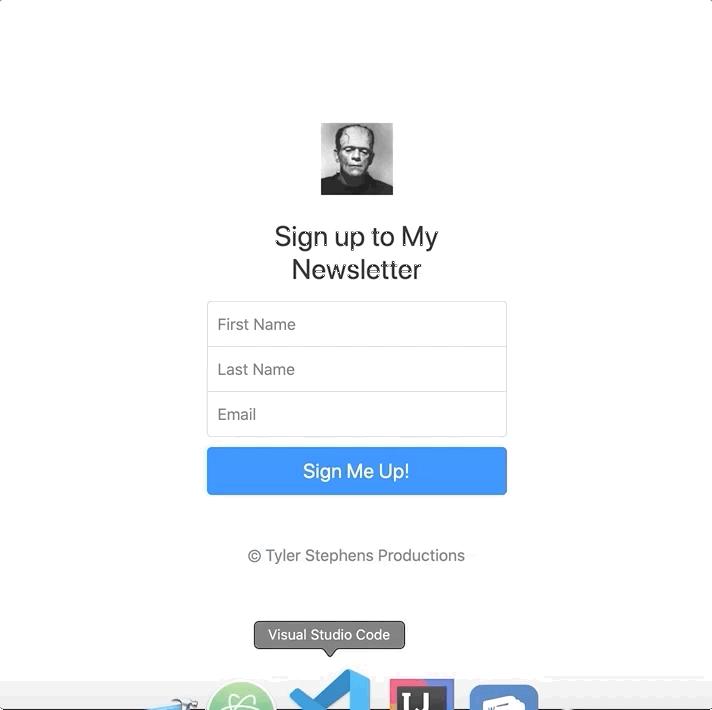 Sign up to My
Newsletter
First Name
Last Name
Email
Sign Me Up!
© Tyler Stephens Productions
Visual Studio Code
IJ
W